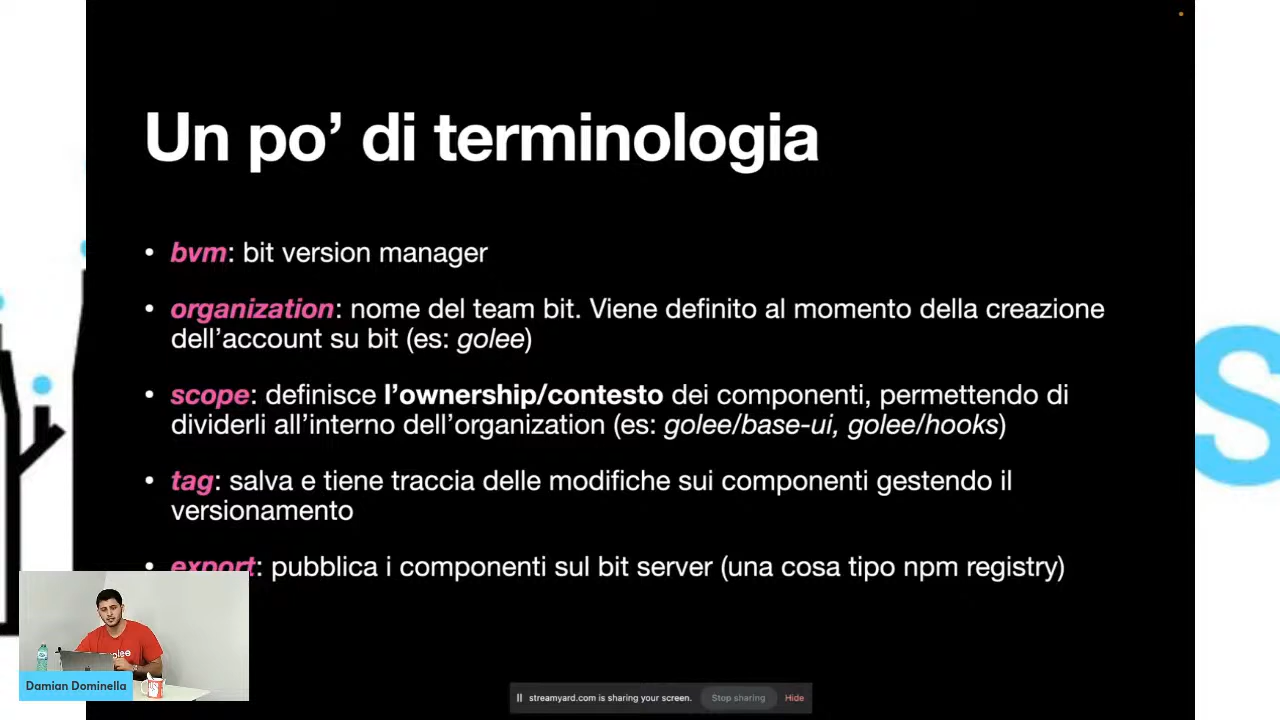 Un po’ di terminologia
• bvm: bit version manager
• organization: nome del team bit. Viene definito al momento della creazione
dell’account su bit (es: golee)
• scope: definisce l’ownership/contesto dei componenti, permettendo di
dividerli all’interno dell’organization (es: golee/base-ui, golee/hooks)
• tag: salva e tiene traccia delle modifiche sui componenti gestendo il
versionamento
• export: pubblica i componenti sul bit server (una cosa tipo npm registry)
S
Damian Dominella
streamyard.com is sharing your screen.
Stop sharing
Hide